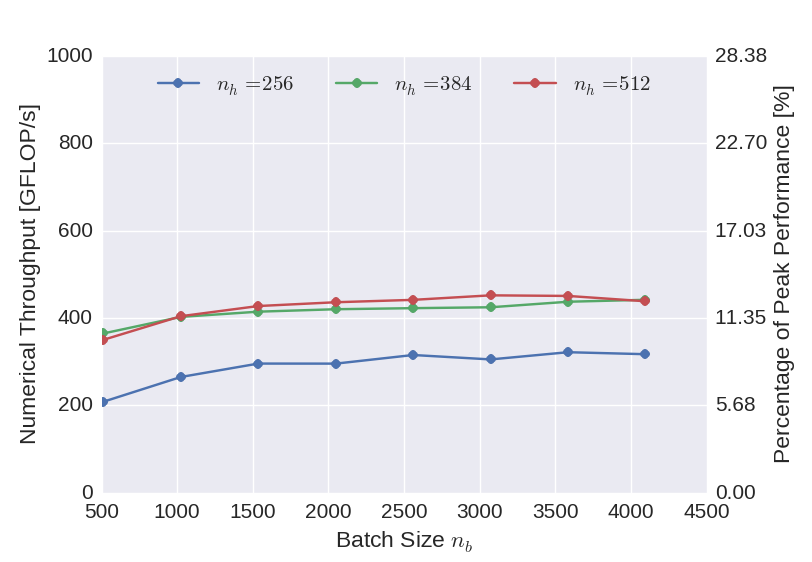 n_h =256 n_h =384 n_h =512
Numerical Throughput [GFLOP/s]
1000
800
600
400
200
0
28.38
22.70
17.03
11.35
5.68
0.00
Percentage of Peak Performance [%]
500 1000 1500 2000 2500 3000 3500 4000 4500
Batch Size n_b